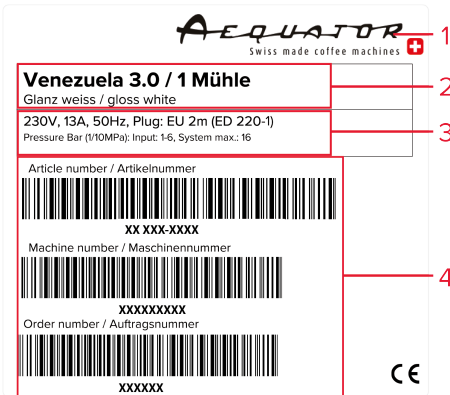 AEQUATOR
1
Swiss made coffee machines
Venezuela 3.0 / 1 Mühle
2
Glanz weiss / gloss white
230V, 13A, 50Hz, Plug: EU 2m (ED 220-1)
3
Pressure Bar (1/10MPa): Input: 1-6, System max.: 16
Article number / Artikelnummer
XX XXX-XXXX
Machine number / Maschinennummer
4
XXXXXXXXX
Order number / Auftragsnummer
XXXXXX
CE